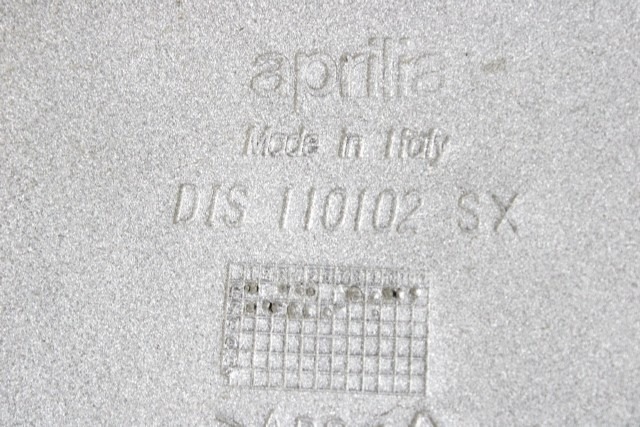 aprilia
Made in Italy
DIS 110102 SX